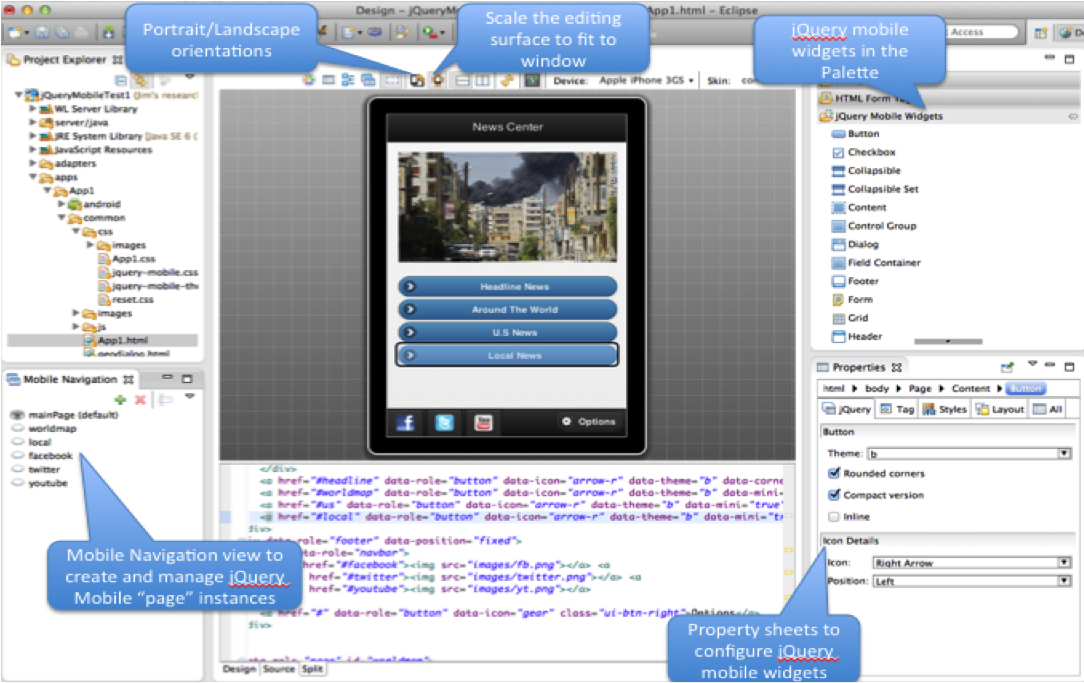 Design – jQueryMo
App1.html – Eclipse
Portrait/Landscape
orientations
Scale the editing
surface to fit to
window
jQuery mobile
widgets in the
Palette
Access
Project Explorer
jQueryMobileTest1 (Jim's researc
WL Server Library
server/java
JRE System Library [Java SE 6 (
JavaScript Resources
adapters
apps
App1
android
common
css
images
App1.css
jquery-mobile.css
jquery-mobile-the
reset.css
images
js
App1.html
geodialog.html
Mobile Navigation
mainPage (default)
worldmap
local
facebook
twitter
youtube
Mobile Navigation view to
create and manage jQuery
Mobile “page” instances
Device: Apple iPhone 3GS Skin:
News Center
Headline News
Around The World
U.S News
Local News
Options
</div>
<a href="#headline" data-role="button" data-icon="arrow-r" data-theme="b" data-corne
<a href="#worldmap" data-role="button" data-icon="arrow-r" data-theme="b" data-mini=
<a href="#us" data-role="button" data-icon="arrow-r" data-theme="b" data-mini="true"
<a href="#local" data-role="button" data-icon="arrow-r" data-theme="b" data-mini="tr
div>
data-role="footer" data-position="fixed">
ta-role="navbar">
href="#facebook"><img src="images/fb.png"></a> <a
href="#twitter"><img src="images/twitter.png"></a> <a
href="#youtube"><img src="images/yt.png"></a>
<a href="#" data-role="button" data-icon="gear" class="ui-btn-right">Options</a>
div>
Design Source Split
HTML Form Ta
jQuery Mobile Widgets
Button
Checkbox
Collapsible
Collapsible Set
Content
Control Group
Dialog
Field Container
Footer
Form
Grid
Header
Properties
html body Page Content Button
jQuery Tag Styles Layout All
Button
Theme: b
Rounded corners
Compact version
Inline
Icon Details
Icon: Right Arrow
Position: Left
Property sheets to
configure jQuery
mobile widgets